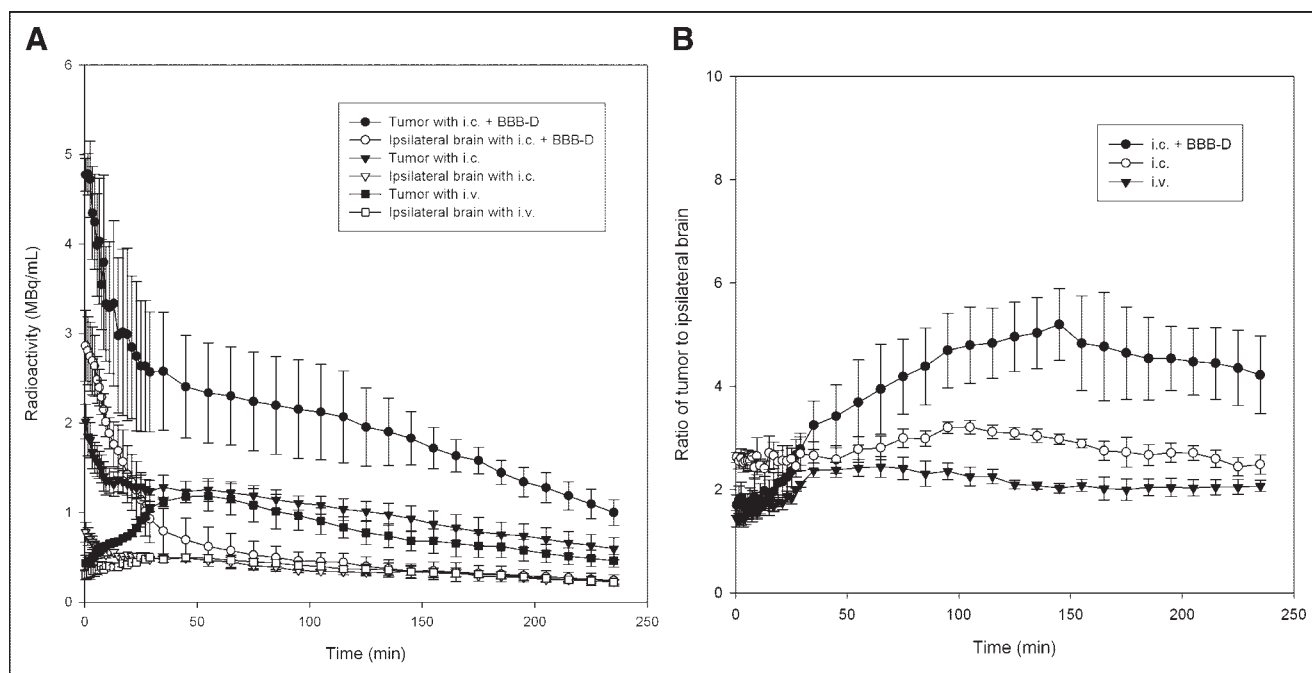 A
6
5
4
3
2
1
0
Radioactivity (MBq/mL)
Tumor with i.c. + BBB-D
Ipsilateral brain with i.c. + BBB-D
Tumor with i.c.
Ipsilateral brain with i.c.
Tumor with i.v.
Ipsilateral brain with i.v.
0 50 100 150 200 250
Time (min)
B
10
8
6
4
2
0
Ratio of tumor to ipsilateral brain
i.c. + BBB-D
i.c.
i.v.
0 50 100 150 200 250
Time (min)